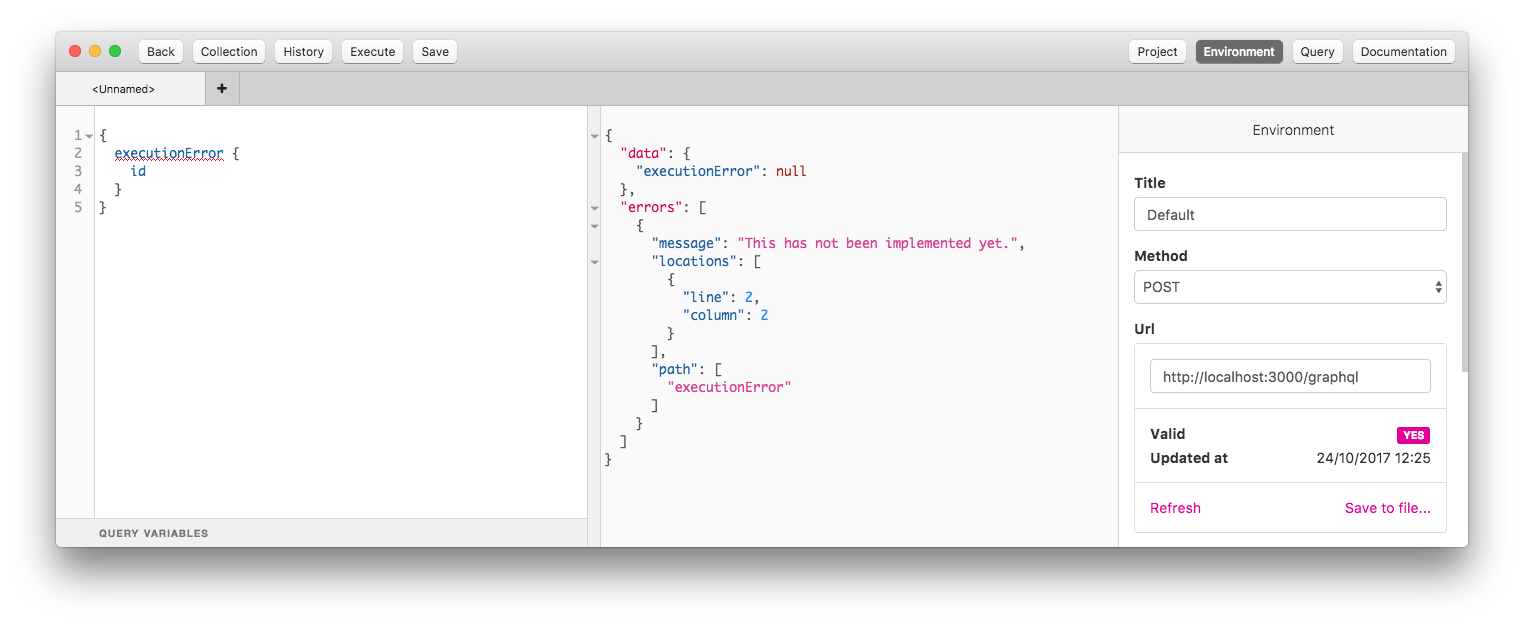 Back Collection History Execute Save Project Environment Query Documentation
<Unnamed> +
1 {
2   executionError {
3     id
4   }
5 }
QUERY VARIABLES
{
  "data": {
    "executionError": null
  },
  "errors": [
    {
      "message": "This has not been implemented yet.",
      "locations": [
        {
          "line": 2,
          "column": 2
        }
      ],
      "path": [
        "executionError"
      ]
    }
  ]
}
Environment
Title
Default
Method
POST
Url
http://localhost:3000/graphql
Valid YES
Updated at 24/10/2017 12:25
Refresh Save to file...